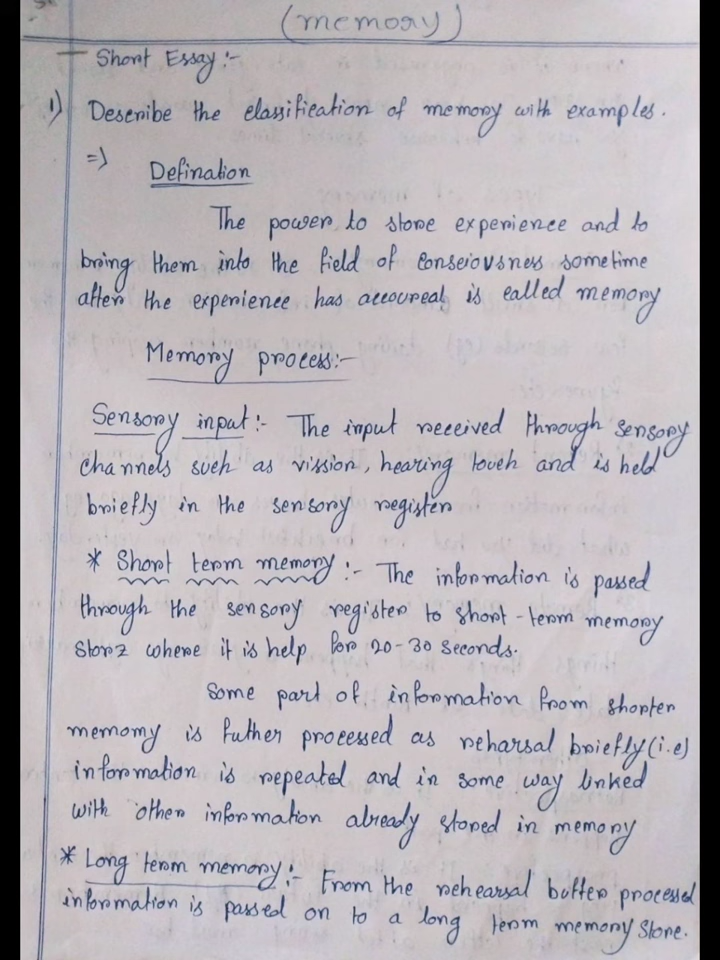 (memory)
Short Essay :-
1) Describe the classification of memory with examples.
=> Defination
The power to store experience and to
bring them into the field of consciovsness sometime
after the experience has accoureal is called memory
Memory process:-
Sensory input :- The input received through sensory
channels such as vission, hearing touch and is held
briefly in the sensory register
* Short term memory :- The information is passed
through the sensory register to short-term memory
Storz where it is help for 20-30 seconds.
Some part of information from shorter
memomy is futher processed as reharsal briefly (i.e)
information is repeated and in some way linked
with other information already stored in memory
* Long term memory :- From the rehearsal buffer processed
information is passed on to a long term memory store.